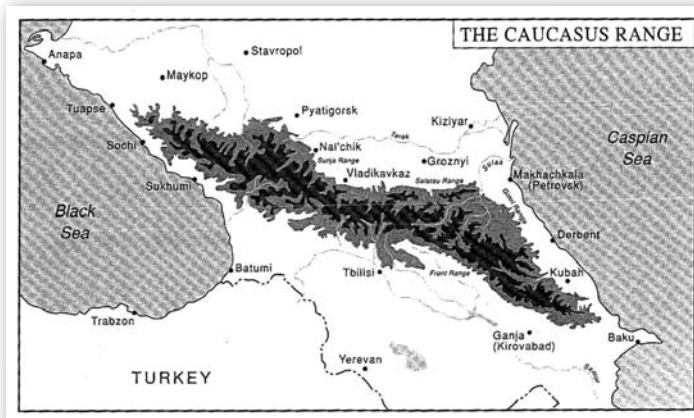 THE CAUCASUS RANGE
Anapa
Stavropol
Maykop
Tuapse
Pyatigorsk
Kizlyar
Caspian
Sea
Terek
Sochi
Nal'chik
Sunja Range
Groznyi
Sulak
Vladikavkaz
Salatau Range
Makhachkala
(Petrovsk)
Sukhumi
Black
Sea
Derbent
Batumi
Tbilisi
Front Range
Kubah
Trabzon
Ganja
(Kirovabad)
Baku
Yerevan
TURKEY